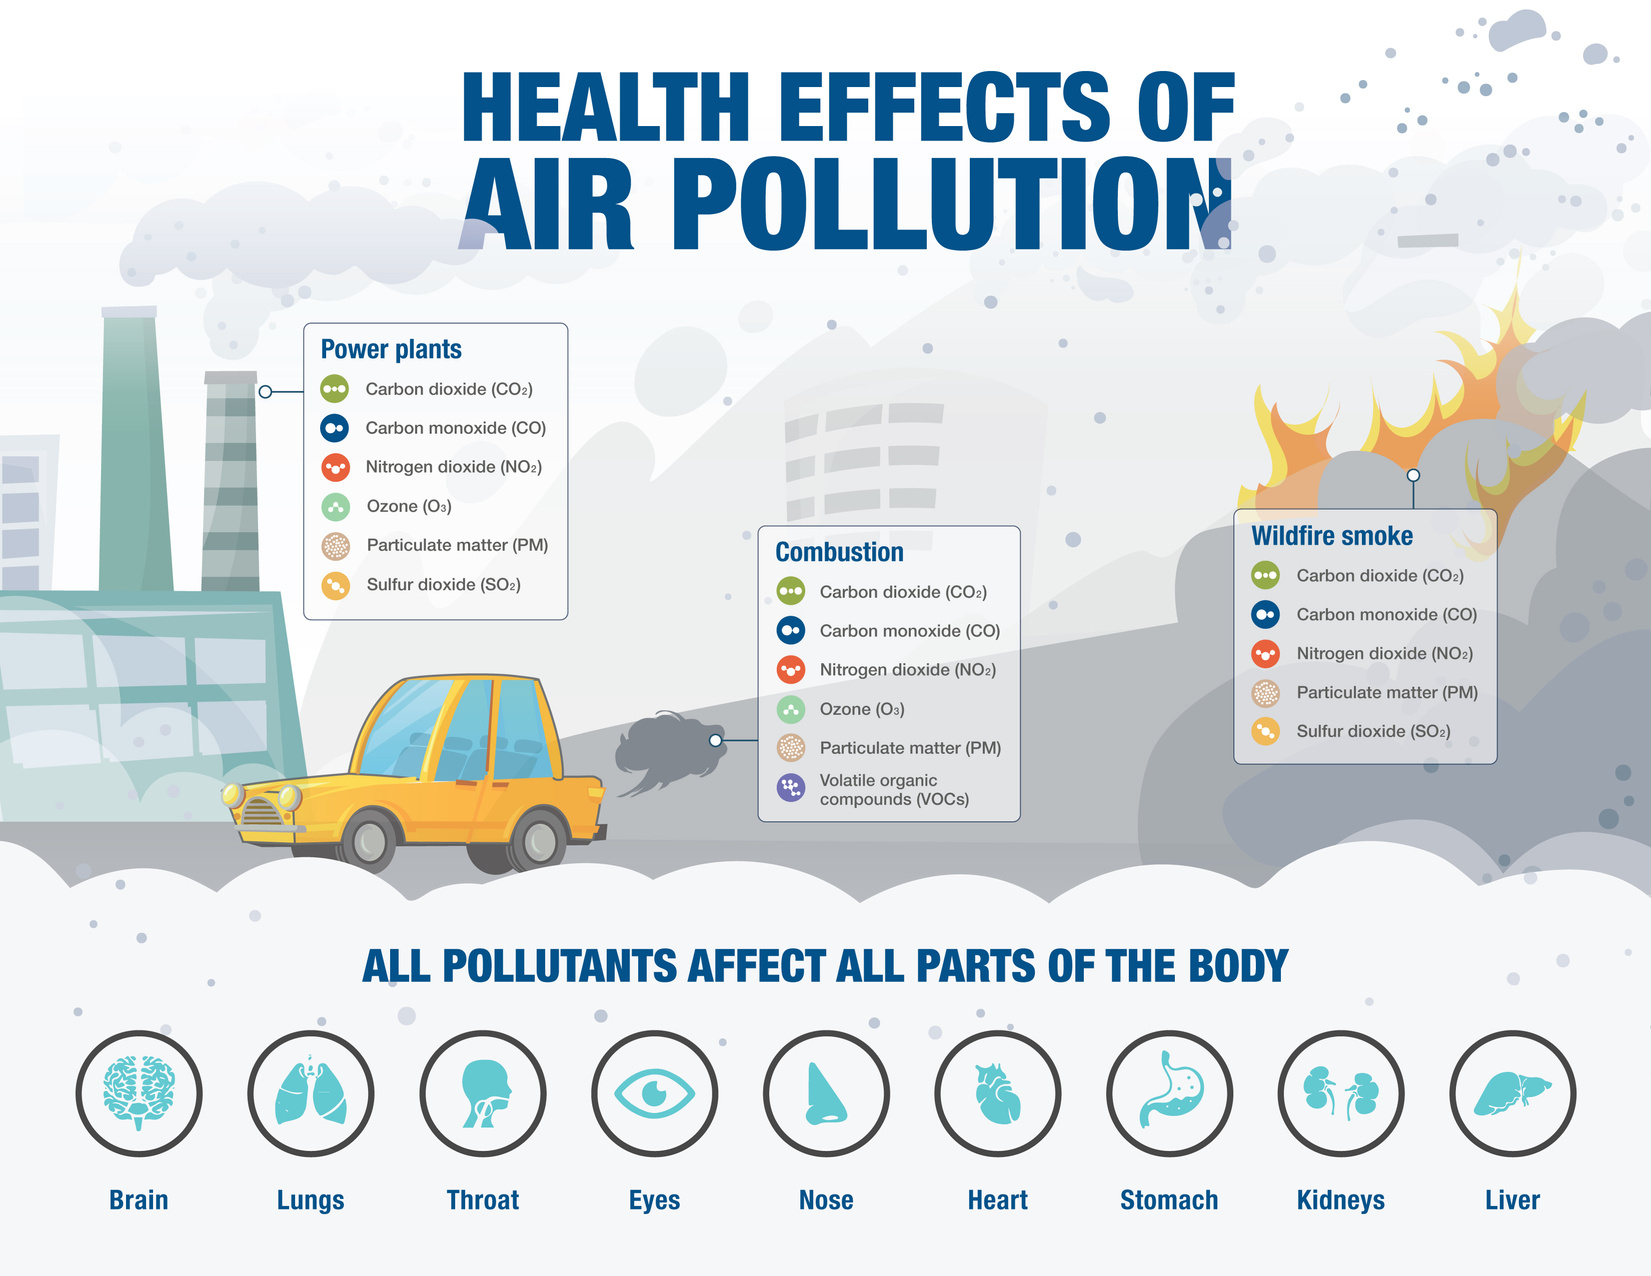 HEALTH EFFECTS OF
AIR POLLUTION
Power plants
Carbon dioxide (CO₂)
Carbon monoxide (CO)
Nitrogen dioxide (NO₂)
Ozone (O₃)
Particulate matter (PM)
Sulfur dioxide (SO₂)
Combustion
Carbon dioxide (CO₂)
Carbon monoxide (CO)
Nitrogen dioxide (NO₂)
Ozone (O₃)
Particulate matter (PM)
Volatile organic
compounds (VOCs)
Wildfire smoke
Carbon dioxide (CO₂)
Carbon monoxide (CO)
Nitrogen dioxide (NO₂)
Particulate matter (PM)
Sulfur dioxide (SO₂)
ALL POLLUTANTS AFFECT ALL PARTS OF THE BODY
Brain
Lungs
Throat
Eyes
Nose
Heart
Stomach
Kidneys
Liver